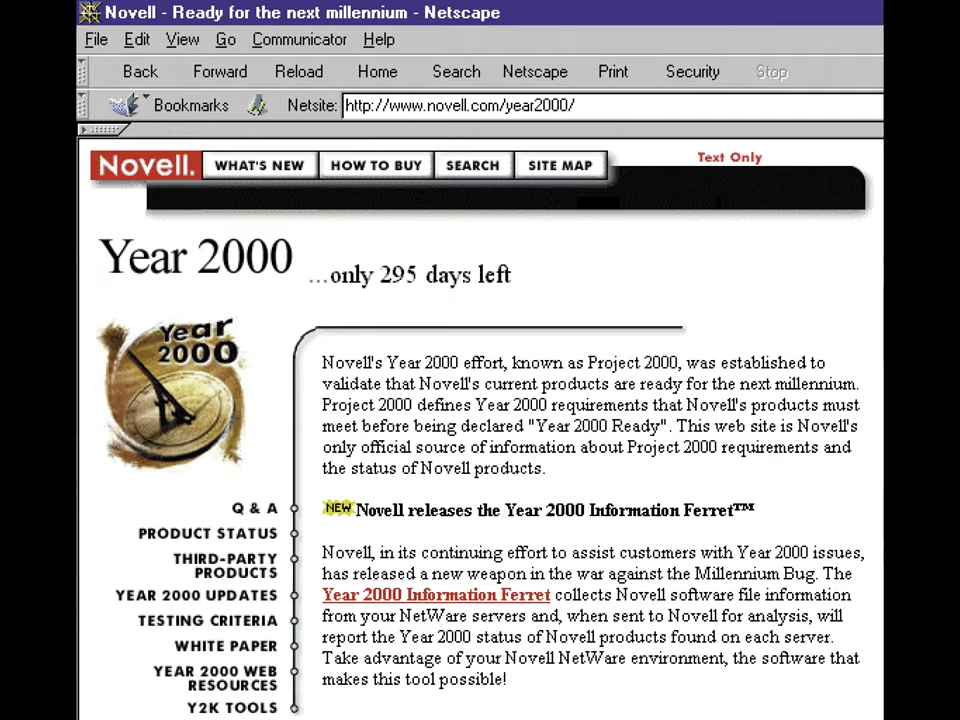 Novell - Ready for the next millennium - Netscape
File Edit View Go Communicator Help
Back Forward Reload Home Search Netscape Print Security Stop
Bookmarks Netsite: http://www.novell.com/year2000/
Novell. WHAT'S NEW HOW TO BUY SEARCH SITE MAP Text Only
Year 2000 ...only 295 days left
Year
2000
Novell's Year 2000 effort, known as Project 2000, was established to
validate that Novell's current products are ready for the next millennium.
Project 2000 defines Year 2000 requirements that Novell's products must
meet before being declared "Year 2000 Ready". This web site is Novell's
only official source of information about Project 2000 requirements and
the status of Novell products.
NEW Novell releases the Year 2000 Information Ferret™
Novell, in its continuing effort to assist customers with Year 2000 issues,
has released a new weapon in the war against the Millennium Bug. The
Year 2000 Information Ferret collects Novell software file information
from your NetWare servers and, when sent to Novell for analysis, will
report the Year 2000 status of Novell products found on each server.
Take advantage of your Novell NetWare environment, the software that
makes this tool possible!
Q & A
PRODUCT STATUS
THIRD-PARTY
PRODUCTS
YEAR 2000 UPDATES
TESTING CRITERIA
WHITE PAPER
YEAR 2000 WEB
RESOURCES
Y2K TOOLS